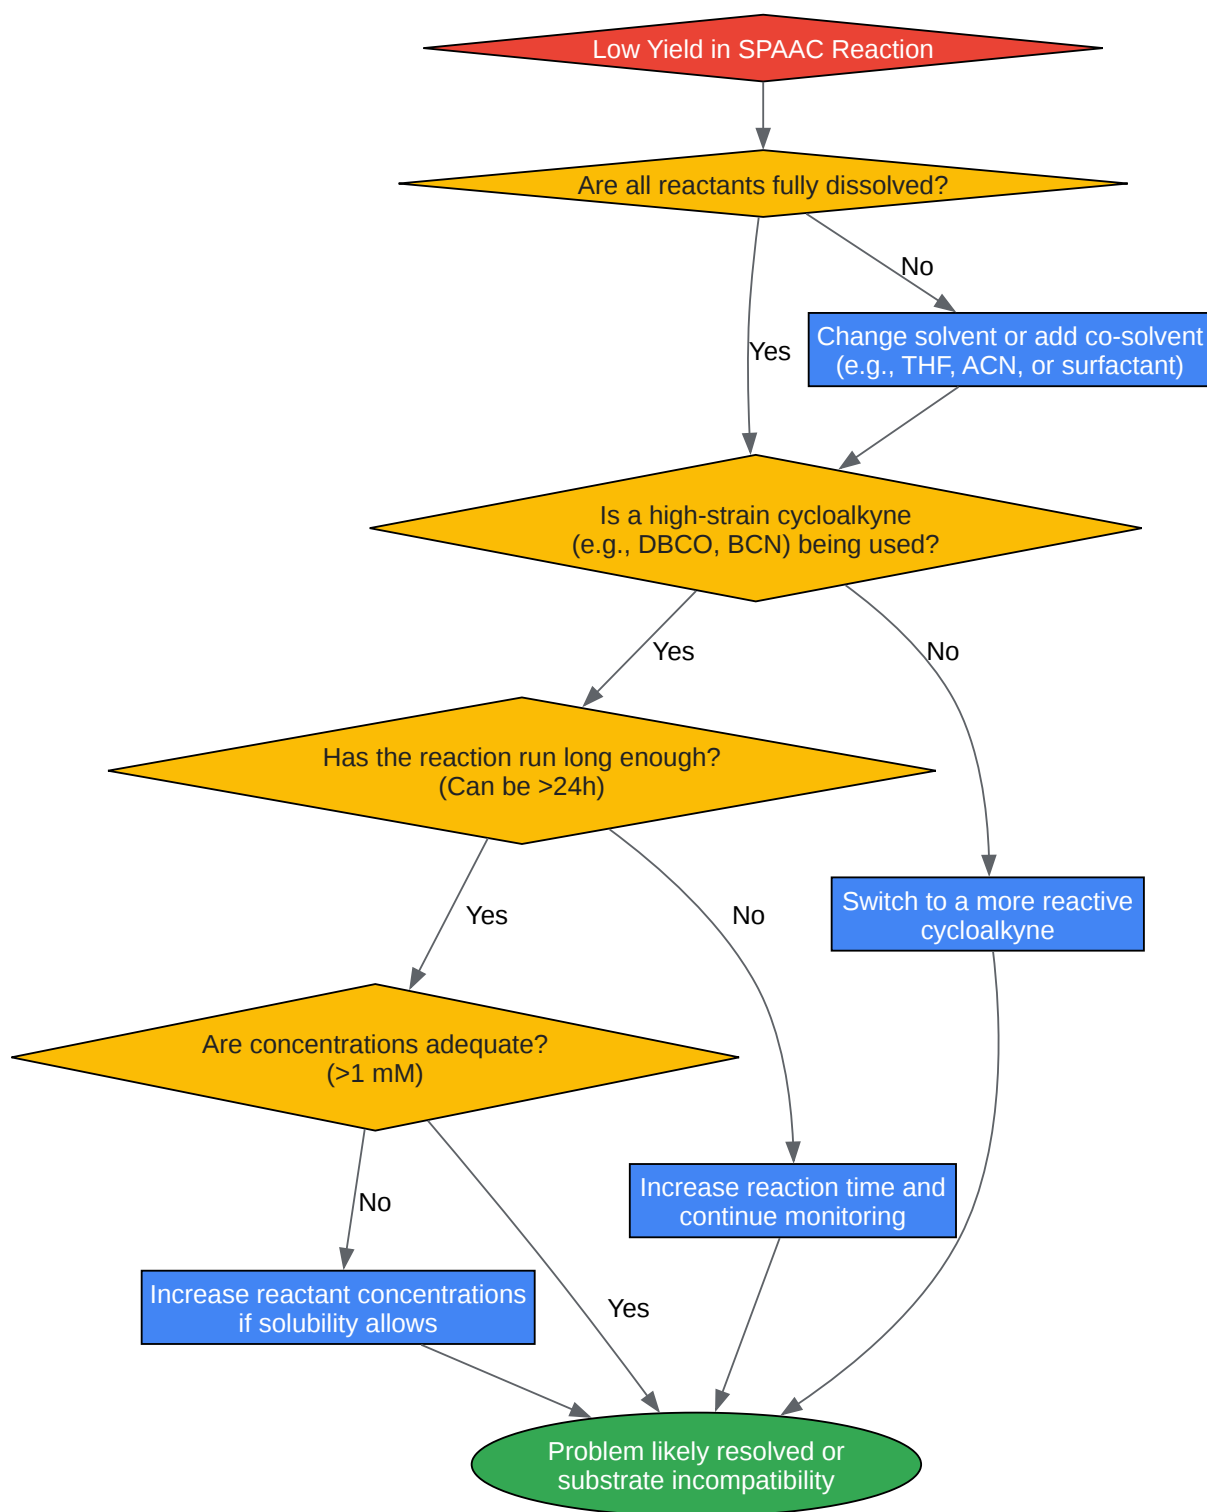 Low Yield in SPAAC Reaction
Are all reactants fully dissolved?
No
Change solvent or add co-solvent
(e.g., THF, ACN, or surfactant)
Yes
Is a high-strain cycloalkyne
(e.g., DBCO, BCN) being used?
Yes
No
Has the reaction run long enough?
(Can be >24h)
Switch to a more reactive
cycloalkyne
Yes
No
Are concentrations adequate?
(>1 mM)
Increase reaction time and
continue monitoring
No
Increase reactant concentrations
if solubility allows
Yes
Problem likely resolved or
substrate incompatibility